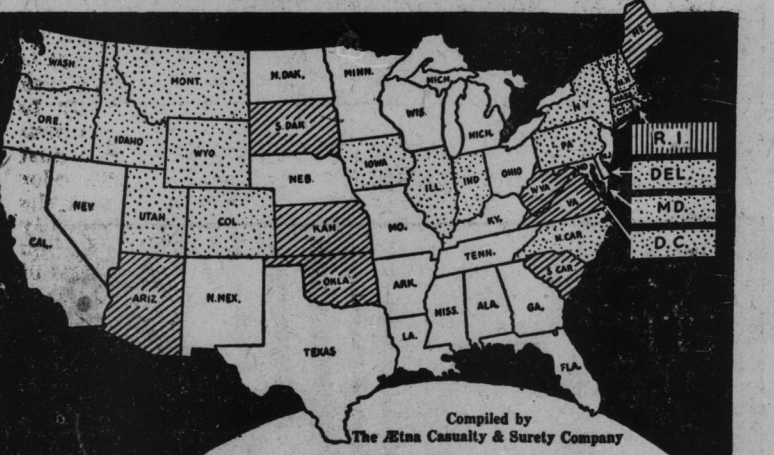 WASH
MONT.
N.DAK.
MINN.
ME.
ORE.
IDAHO
WYO
S.DAK
WIS.
MICH.
MICH.
N
R.I.
NEV
UTAH
COL.
NEB.
IOWA
ILL.
IND
OHIO
PA
DEL.
CAL.
KAN
MO.
KY.
W.VA
VA
MD.
ARIZ
N.MEX.
OKLA.
ARK.
TENN.
N.CAR.
D.C.
TEXAS
LA.
MISS.
ALA.
GA.
S CAR.
FLA.
Compiled by
The Ætna Casualty & Surety Company